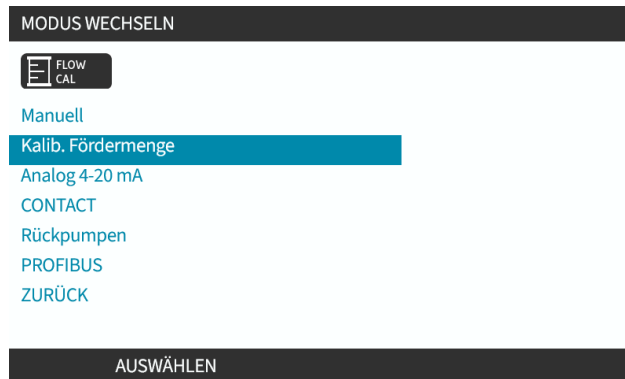 MODUS WECHSELN
FLOW
CAL
Manuell
Kalib. Fördermenge
Analog 4-20 mA
CONTACT
Rückpumpen
PROFIBUS
ZURÜCK
AUSWÄHLEN